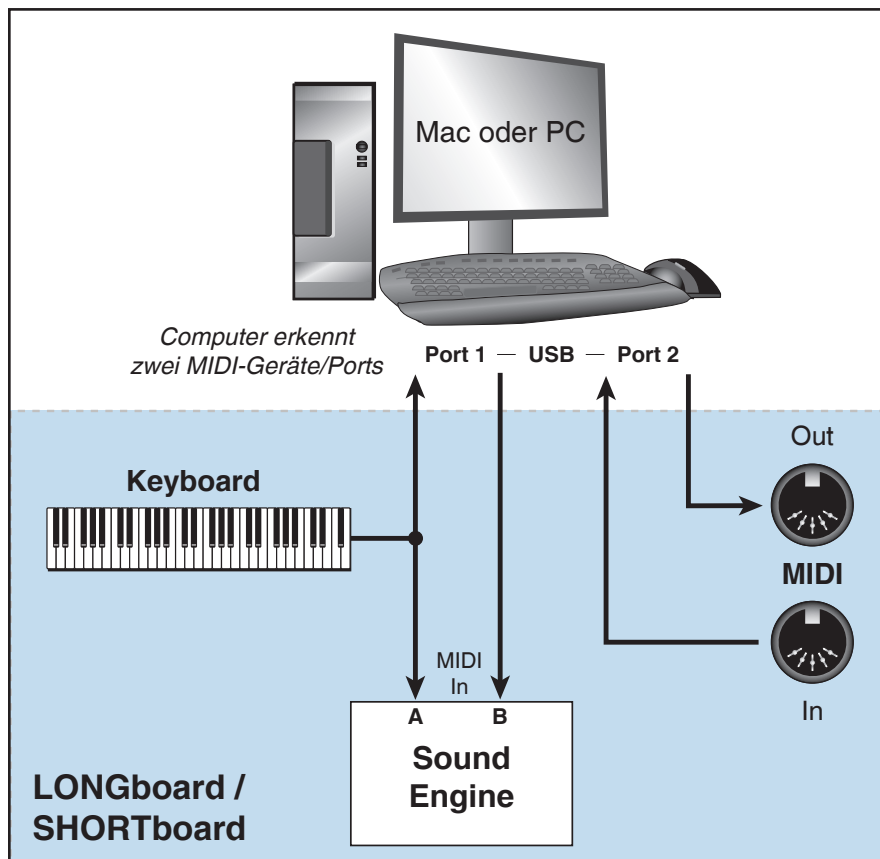 Mac oder PC
Computer erkennt
zwei MIDI-Geräte/Ports
Port 1 — USB — Port 2
Out
Keyboard
MIDI
MIDI
In
In
A B
Sound
Engine
LONGboard /
SHORTboard